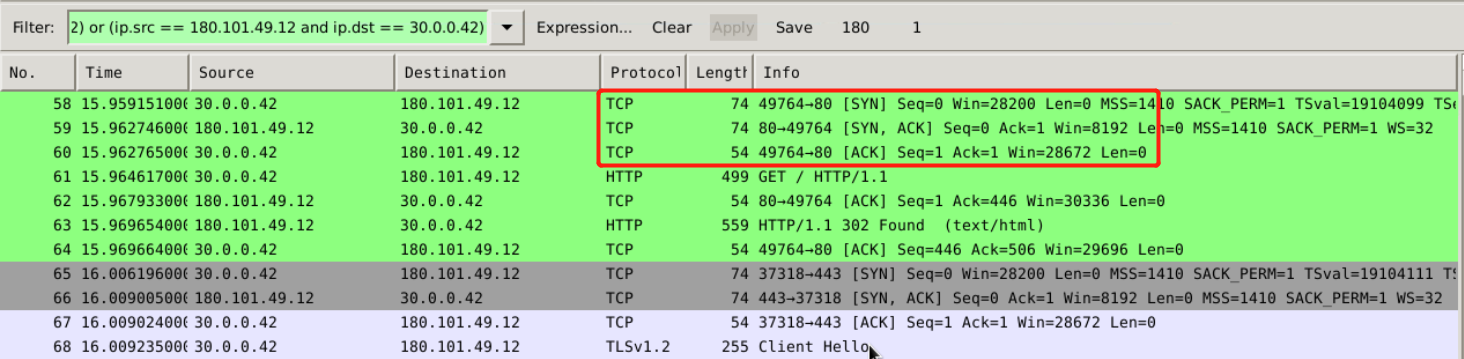 Filter: 2) or (ip.src == 180.101.49.12 and ip.dst == 30.0.0.42) Expression... Clear Apply Save 180 1
No. Time Source Destination Protocol Length Info
58 15.959151000 30.0.0.42 180.101.49.12 TCP 74 49764→80 [SYN] Seq=0 Win=28200 Len=0 MSS=1410 SACK_PERM=1 TSval=19104099 TSe
59 15.962746000 180.101.49.12 30.0.0.42 TCP 74 80→49764 [SYN, ACK] Seq=0 Ack=1 Win=8192 Len=0 MSS=1410 SACK_PERM=1 WS=32
60 15.962765000 30.0.0.42 180.101.49.12 TCP 54 49764→80 [ACK] Seq=1 Ack=1 Win=28672 Len=0
61 15.964617000 30.0.0.42 180.101.49.12 HTTP 499 GET / HTTP/1.1
62 15.967933000 180.101.49.12 30.0.0.42 TCP 54 80→49764 [ACK] Seq=1 Ack=446 Win=30336 Len=0
63 15.969654000 180.101.49.12 30.0.0.42 HTTP 559 HTTP/1.1 302 Found (text/html)
64 15.969664000 30.0.0.42 180.101.49.12 TCP 54 49764→80 [ACK] Seq=446 Ack=506 Win=29696 Len=0
65 16.006196000 30.0.0.42 180.101.49.12 TCP 74 37318→443 [SYN] Seq=0 Win=28200 Len=0 MSS=1410 SACK_PERM=1 TSval=19104111 TS
66 16.009005000 180.101.49.12 30.0.0.42 TCP 74 443→37318 [SYN, ACK] Seq=0 Ack=1 Win=8192 Len=0 MSS=1410 SACK_PERM=1 WS=32
67 16.009024000 30.0.0.42 180.101.49.12 TCP 54 37318→443 [ACK] Seq=1 Ack=1 Win=28672 Len=0
68 16.009235000 30.0.0.42 180.101.49.12 TLSv1.2 255 Client Hello